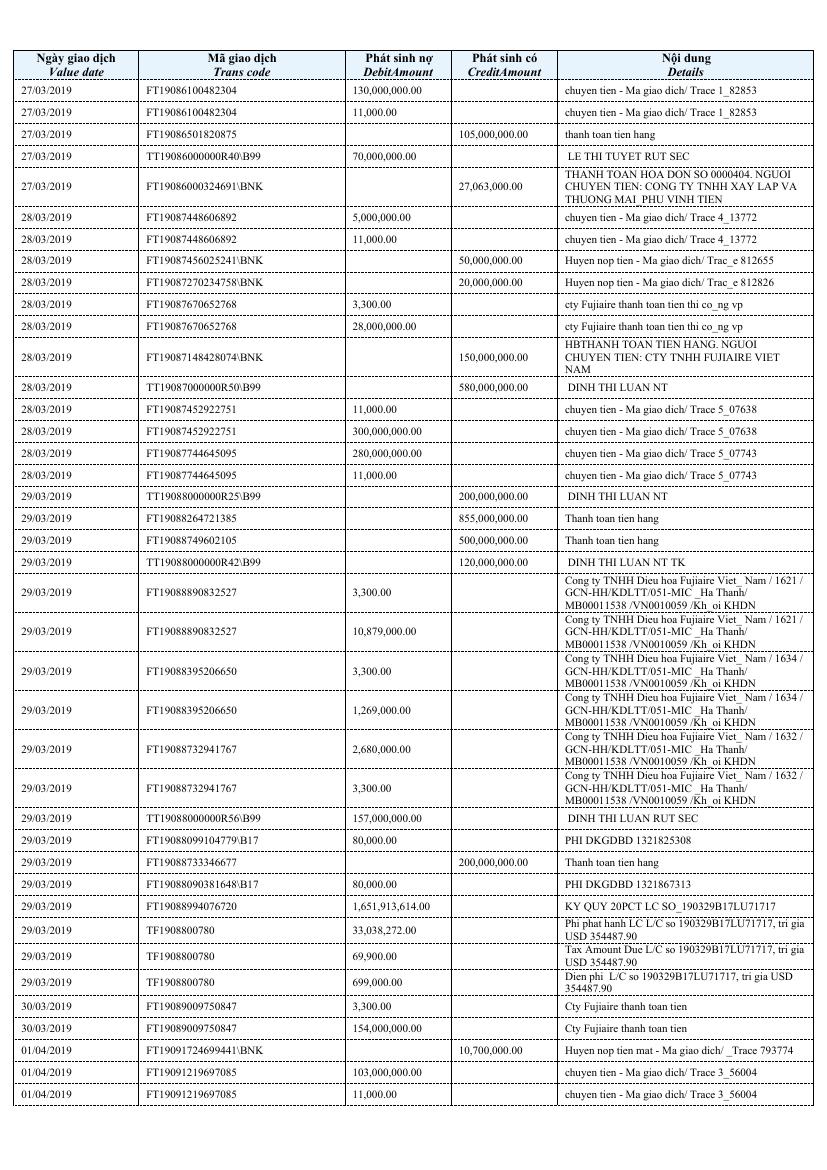 Ngày giao dịch Mã giao dịch Phát sinh nợ Phát sinh có Nội dung
Value date Trans code DebitAmount CreditAmount Details
27/03/2019 FT19086100482304 130,000,000.00 chuyen tien - Ma giao dich/ Trace 1_82853
27/03/2019 FT19086100482304 11,000.00 chuyen tien - Ma giao dich/ Trace 1_82853
27/03/2019 FT19086501820875 105,000,000.00 thanh toan tien hang
27/03/2019 TT19086000000R40\B99 70,000,000.00 LE THI TUYET RUT SEC
THANH TOAN HOA DON SO 0000404. NGUOI
27/03/2019 FT19086000324691\BNK 27,063,000.00 CHUYEN TIEN: CONG TY TNHH XAY LAP VA
THUONG MAI_PHU VINH TIEN
28/03/2019 FT19087448606892 5,000,000.00 chuyen tien - Ma giao dich/ Trace 4_13772
28/03/2019 FT19087448606892 11,000.00 chuyen tien - Ma giao dich/ Trace 4_13772
28/03/2019 FT19087456025241\BNK 50,000,000.00 Huyen nop tien - Ma giao dich/ Trac_e 812655
28/03/2019 FT19087270234758\BNK 20,000,000.00 Huyen nop tien - Ma giao dich/ Trac_e 812826
28/03/2019 FT19087670652768 3,300.00 cty Fujiaire thanh toan tien thi co_ng vp
28/03/2019 FT19087670652768 28,000,000.00 cty Fujiaire thanh toan tien thi co_ng vp
HBTHANH TOAN TIEN HANG. NGUOI
28/03/2019 FT19087148428074\BNK 150,000,000.00 CHUYEN TIEN: CTY TNHH FUJIAIRE VIET
NAM
28/03/2019 TT19087000000R50\B99 580,000,000.00 DINH THI LUAN NT
28/03/2019 FT19087452922751 11,000.00 chuyen tien - Ma giao dich/ Trace 5_07638
28/03/2019 FT19087452922751 300,000,000.00 chuyen tien - Ma giao dich/ Trace 5_07638
28/03/2019 FT19087744645095 280,000,000.00 chuyen tien - Ma giao dich/ Trace 5_07743
28/03/2019 FT19087744645095 11,000.00 chuyen tien - Ma giao dich/ Trace 5_07743
29/03/2019 TT19088000000R25\B99 200,000,000.00 DINH THI LUAN NT
29/03/2019 FT19088264721385 855,000,000.00 Thanh toan tien hang
29/03/2019 FT19088749602105 500,000,000.00 Thanh toan tien hang
29/03/2019 TT19088000000R42\B99 120,000,000.00 DINH THI LUAN NT TK
Cong ty TNHH Dieu hoa Fujiaire Viet_ Nam / 1621 /
29/03/2019 FT19088890832527 3,300.00 GCN-HH/KDLTT/051-MIC _Ha Thanh/
MB00011538 /VN0010059 /Kh_oi KHDN
Cong ty TNHH Dieu hoa Fujiaire Viet_ Nam / 1621 /
29/03/2019 FT19088890832527 10,879,000.00 GCN-HH/KDLTT/051-MIC _Ha Thanh/
MB00011538 /VN0010059 /Kh_oi KHDN
Cong ty TNHH Dieu hoa Fujiaire Viet_ Nam / 1634 /
29/03/2019 FT19088395206650 3,300.00 GCN-HH/KDLTT/051-MIC _Ha Thanh/
MB00011538 /VN0010059 /Kh_oi KHDN
Cong ty TNHH Dieu hoa Fujiaire Viet_ Nam / 1634 /
29/03/2019 FT19088395206650 1,269,000.00 GCN-HH/KDLTT/051-MIC _Ha Thanh/
MB00011538 /VN0010059 /Kh_oi KHDN
Cong ty TNHH Dieu hoa Fujiaire Viet_ Nam / 1632 /
29/03/2019 FT19088732941767 2,680,000.00 GCN-HH/KDLTT/051-MIC _Ha Thanh/
MB00011538 /VN0010059 /Kh_oi KHDN
Cong ty TNHH Dieu hoa Fujiaire Viet_ Nam / 1632 /
29/03/2019 FT19088732941767 3,300.00 GCN-HH/KDLTT/051-MIC _Ha Thanh/
MB00011538 /VN0010059 /Kh_oi KHDN
29/03/2019 TT19088000000R56\B99 157,000,000.00 DINH THI LUAN RUT SEC
29/03/2019 FT19088099104779\B17 80,000.00 PHI DKGDBD 1321825308
29/03/2019 FT19088733346677 200,000,000.00 Thanh toan tien hang
29/03/2019 FT19088090381648\B17 80,000.00 PHI DKGDBD 1321867313
29/03/2019 FT19088994076720 1,651,913,614.00 KY QUY 20PCT LC SO_190329B17LU71717
Phi phat hanh LC L/C so 190329B17LU71717, tri gia
29/03/2019 TF1908800780 33,038,272.00 USD 354487.90
Tax Amount Due L/C so 190329B17LU71717, tri gia
29/03/2019 TF1908800780 69,900.00 USD 354487.90
Dien phi L/C so 190329B17LU71717, tri gia USD
29/03/2019 TF1908800780 699,000.00 354487.90
30/03/2019 FT19089009750847 3,300.00 Cty Fujiaire thanh toan tien
30/03/2019 FT19089009750847 154,000,000.00 Cty Fujiaire thanh toan tien
01/04/2019 FT19091724699441\BNK 10,700,000.00 Huyen nop tien mat - Ma giao dich/ _Trace 793774
01/04/2019 FT19091219697085 103,000,000.00 chuyen tien - Ma giao dich/ Trace 3_56004
01/04/2019 FT19091219697085 11,000.00 chuyen tien - Ma giao dich/ Trace 3_56004